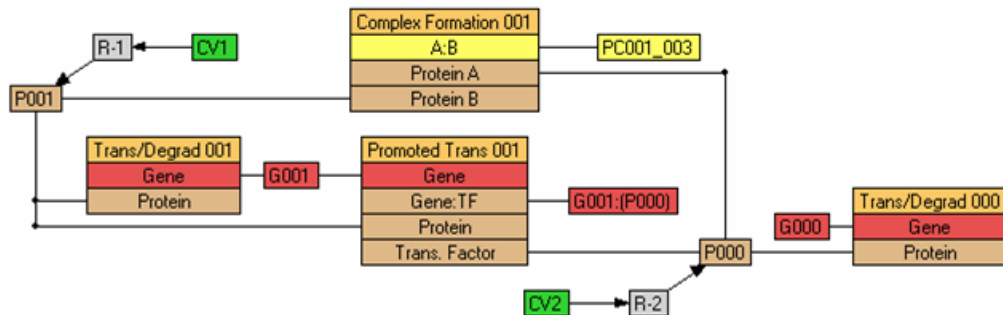 Complex Formation 001
R-1
CV1
A:B
PC001_003
Protein A
P001
Protein B
Trans/Degrad 001
Promoted Trans 001
Gene
G001
Gene
Protein
Gene:TF
G001:(P000)
Trans/Degrad 000
Protein
G000
Gene
Trans. Factor
P000
Protein
CV2
R-2